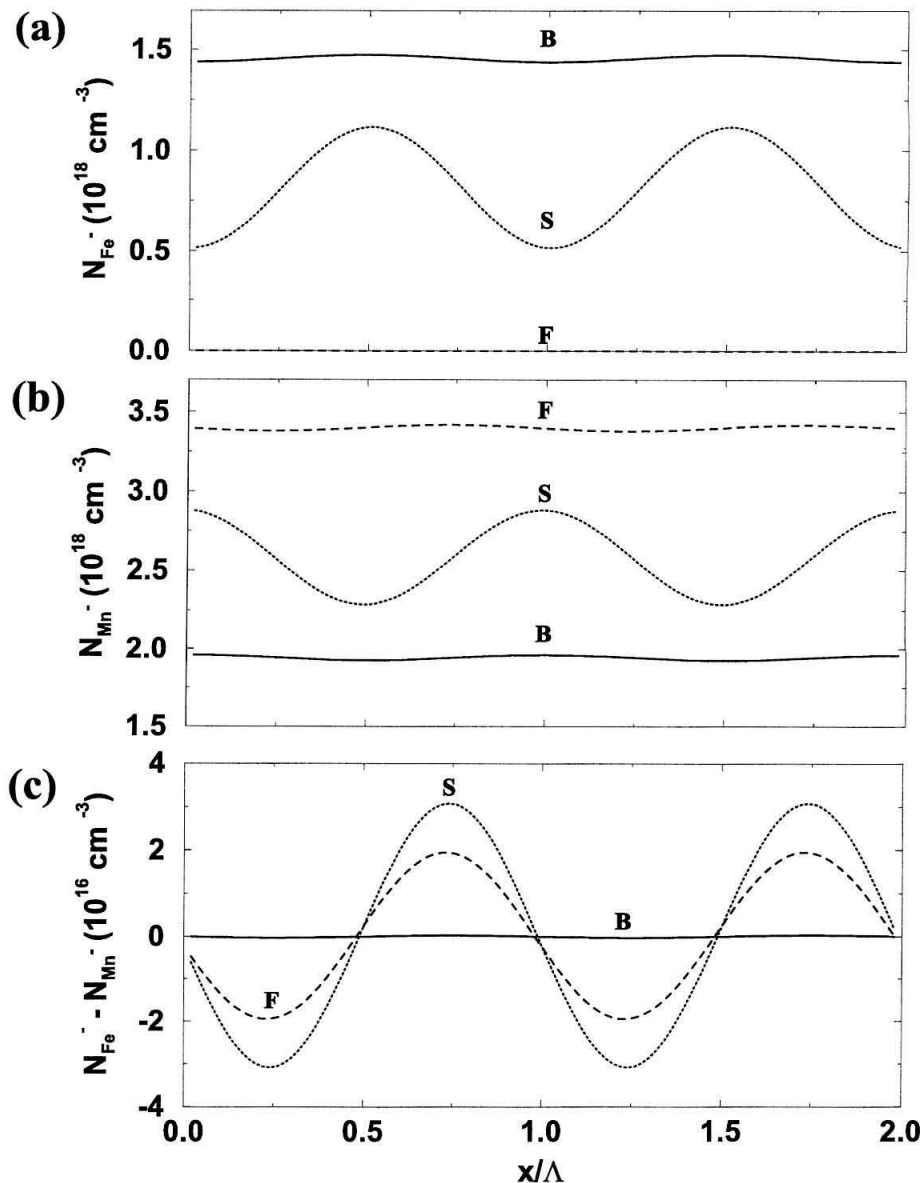 (a)
N_Fe^- (10^18 cm^-3)
1.5
1.0
0.5
0.0
B
S
F
(b)
N_Mn^- (10^18 cm^-3)
3.5
3.0
2.5
2.0
1.5
F
S
B
(c)
N_Fe^- - N_Mn^- (10^16 cm^-3)
4
2
0
-2
-4
S
B
F
0.0 0.5 1.0 1.5 2.0
x/Λ